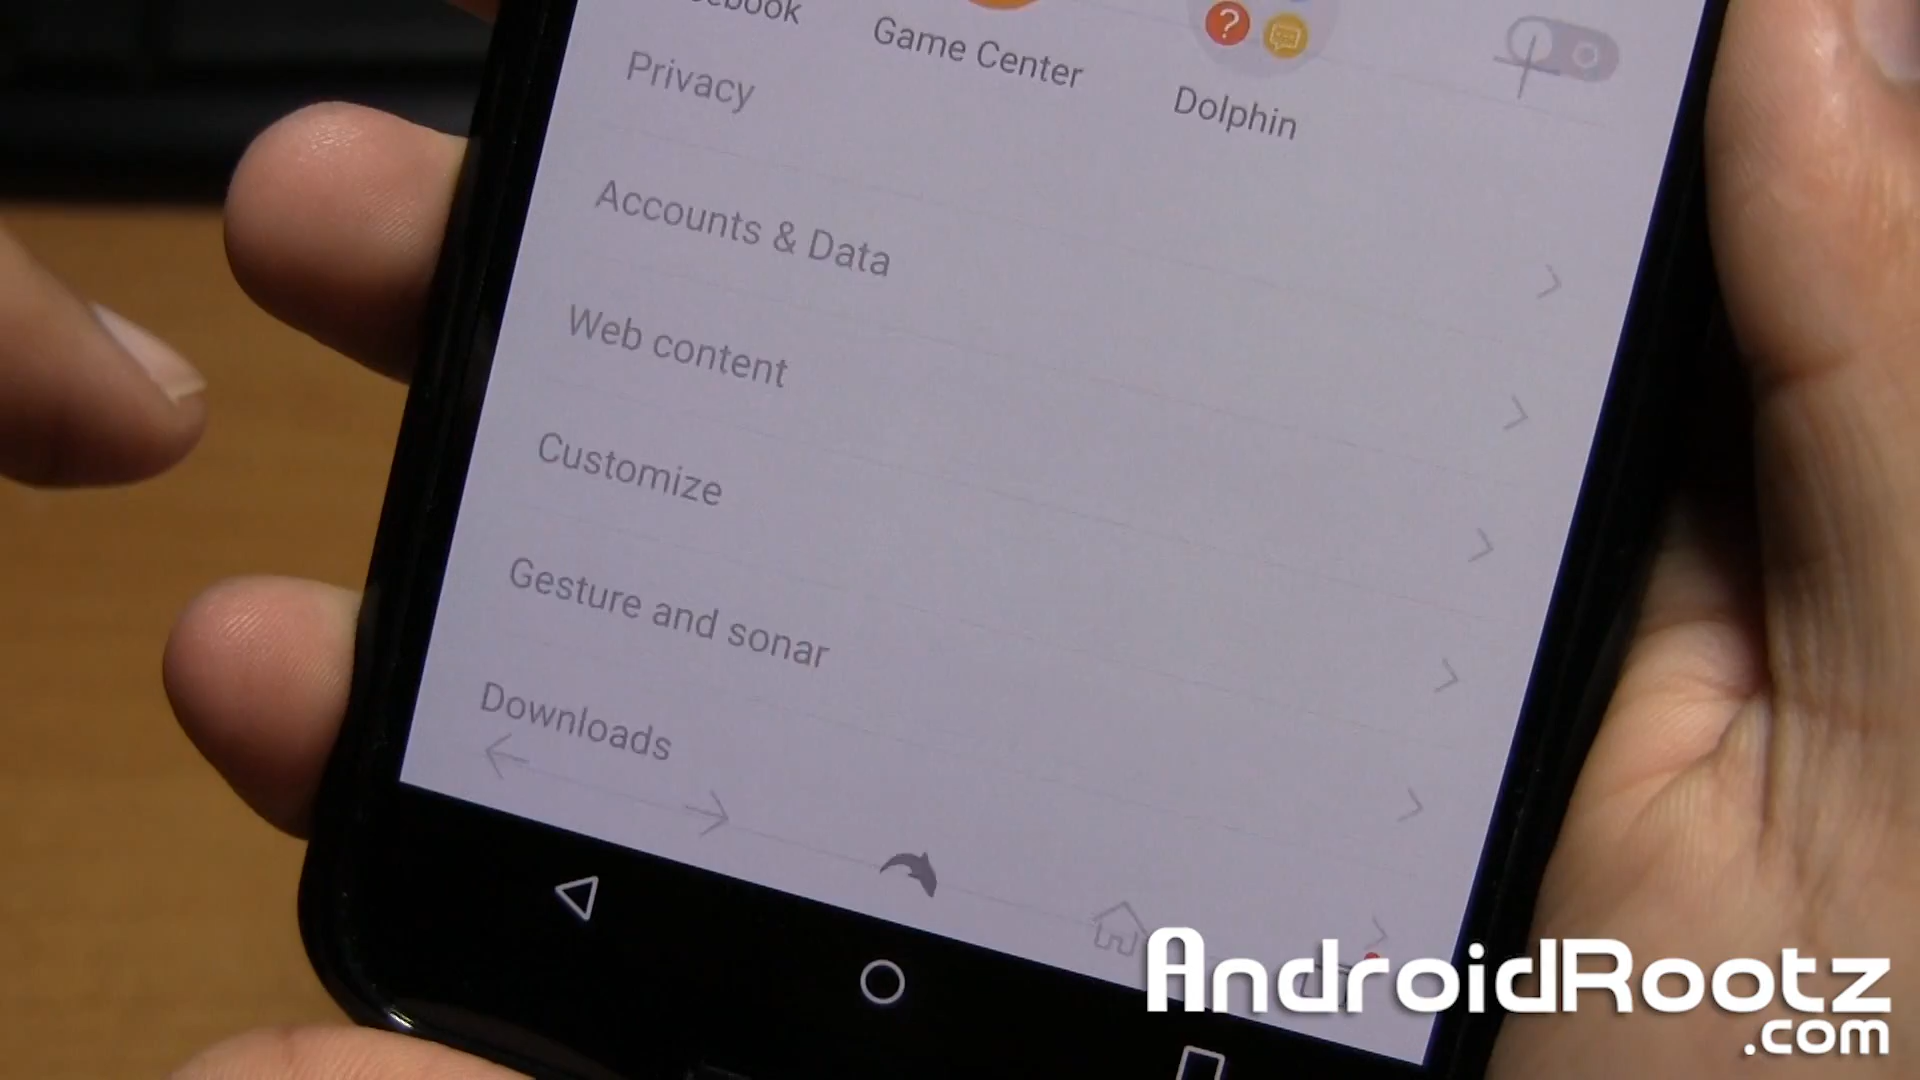 Game Center
Dolphin
Privacy
Accounts & Data
Web content
Customize
Gesture and sonar
Downloads
AndroidRootz
.com